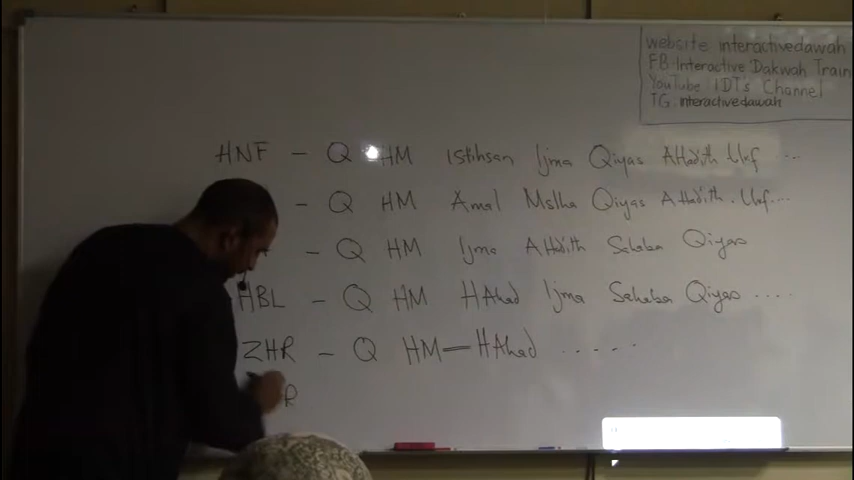 website interactivedawah
FB Interactive Dakwah Train
YouTube IDT's Channel
TG: interactivedawah
HNF - Q HM Istihsan Ijma Qiyas AHadith Urf ...
- Q HM Amal Mslha Qiyas AHadith. Urf...
- Q HM Ijma AHadith Sahaba Qiyas
HBL - Q HM HAhad Ijma Sahaba Qiyas ....
ZHR - Q HM — HAhad .....
R